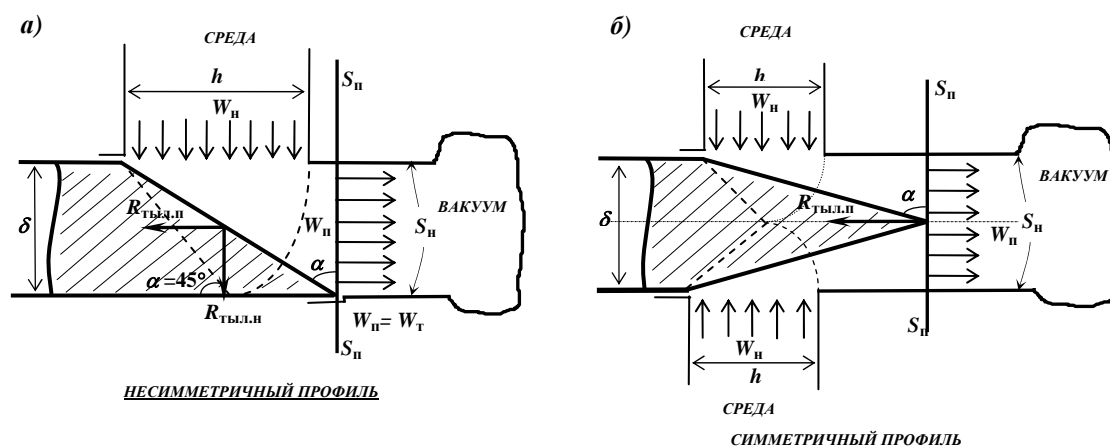 а)
СРЕДА
h
Wн
Sп
δ
Rтыл.п
α =45°
Rтыл.н
α
Wп
Sн
ВАКУУМ
Wп= Wт
Sп
НЕСИММЕТРИЧНЫЙ ПРОФИЛЬ
б)
СРЕДА
h
Wн
Sп
δ
Rтыл.п
α
Wп
Sн
ВАКУУМ
Sп
Wн
h
СРЕДА
СИММЕТРИЧНЫЙ ПРОФИЛЬ